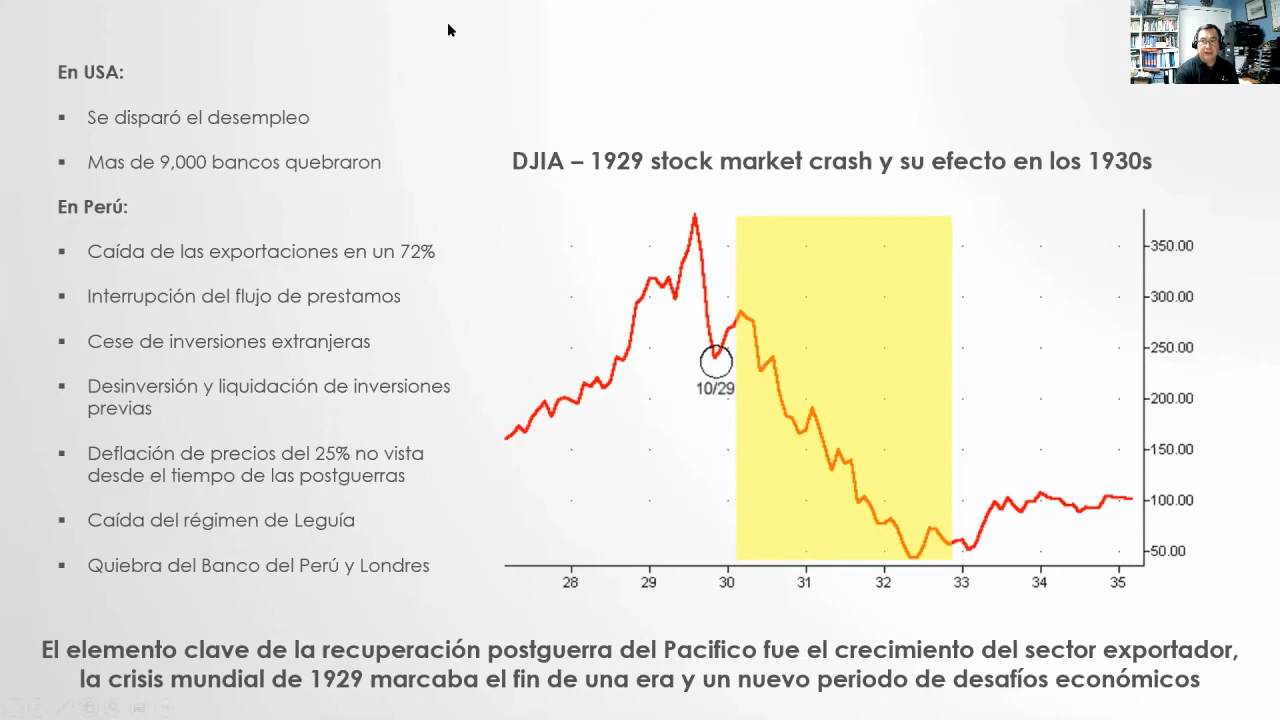 En USA:
Se disparó el desempleo
Mas de 9,000 bancos quebraron
En Perú:
Caída de las exportaciones en un 72%
Interrupción del flujo de prestamos
Cese de inversiones extranjeras
Desinversión y liquidación de inversiones
previas
Deflación de precios del 25% no vista
desde el tiempo de las postguerras
Caída del régimen de Leguía
Quiebra del Banco del Perú y Londres
DJIA – 1929 stock market crash y su efecto en los 1930s
350.00
300.00
250.00
200.00
150.00
100.00
50.00
10/29
28 29 30 31 32 33 34 35
El elemento clave de la recuperación postguerra del Pacifico fue el crecimiento del sector exportador,
la crisis mundial de 1929 marcaba el fin de una era y un nuevo periodo de desafíos económicos